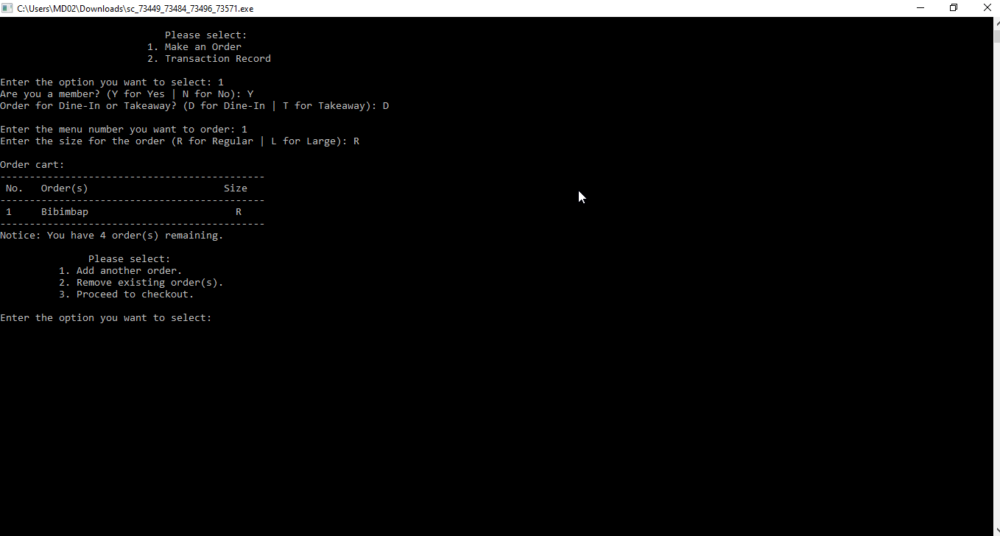 C:\Users\MD02\Downloads\sc_73449_73484_73496_73571.exe
Please select:
1. Make an Order
2. Transaction Record
Enter the option you want to select: 1
Are you a member? (Y for Yes | N for No): Y
Order for Dine-In or Takeaway? (D for Dine-In | T for Takeaway): D
Enter the menu number you want to order: 1
Enter the size for the order (R for Regular | L for Large): R
Order cart:
---------------------------------------------
No. Order(s) Size
---------------------------------------------
1 Bibimbap R
---------------------------------------------
Notice: You have 4 order(s) remaining.
Please select:
1. Add another order.
2. Remove existing order(s).
3. Proceed to checkout.
Enter the option you want to select: